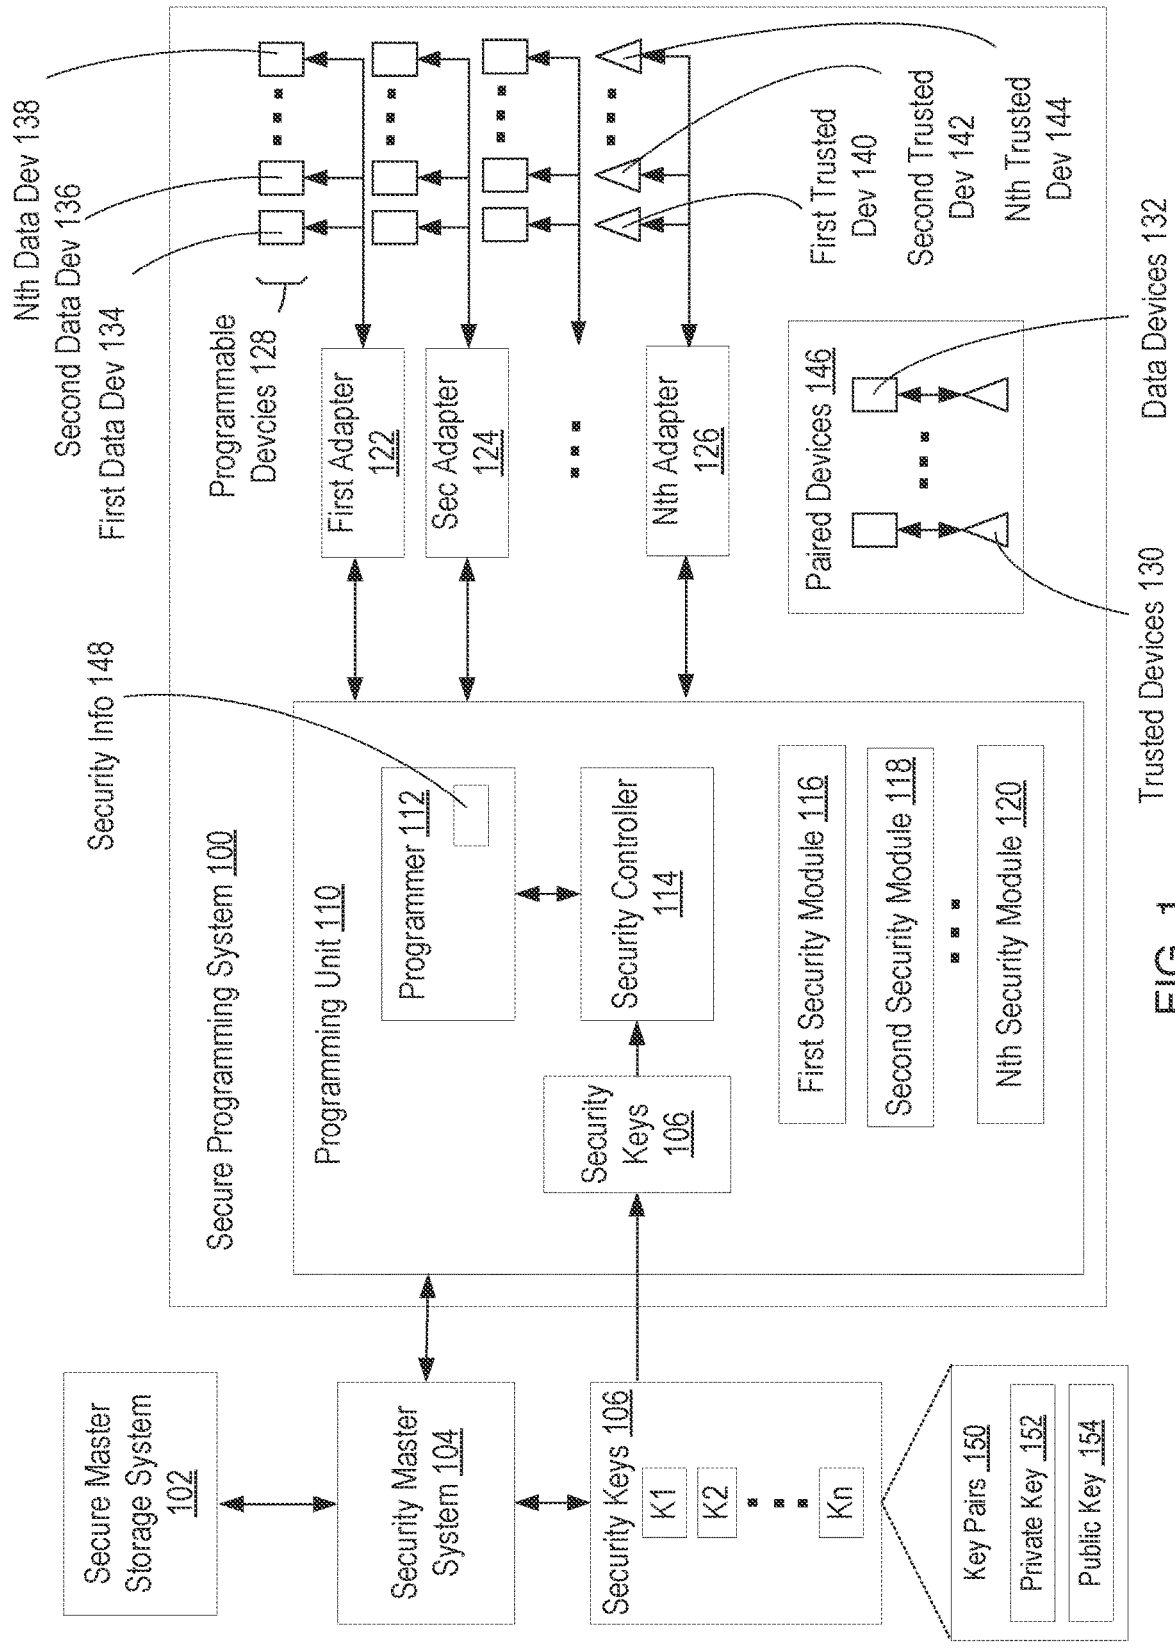 Secure Master
Storage System
102
Security Master
System 104
Security Keys 106
K1
K2
Kn
Key Pairs 150
Private Key 152
Public Key 154
Secure Programming System 100
Programming Unit 110
Security Info 148
Programmer 112
Security Controller
114
Security
Keys
106
First Security Module 116
Second Security Module 118
Nth Security Module 120
Nth Data Dev 138
Second Data Dev 136
First Data Dev 134
Programmable
Devcies 128
First Adapter
122
Sec Adapter
124
Nth Adapter
126
First Trusted
Dev 140
Second Trusted
Dev 142
Nth Trusted
Dev 144
Paired Devices 146
Trusted Devices 130
Data Devices 132
FIG. 1